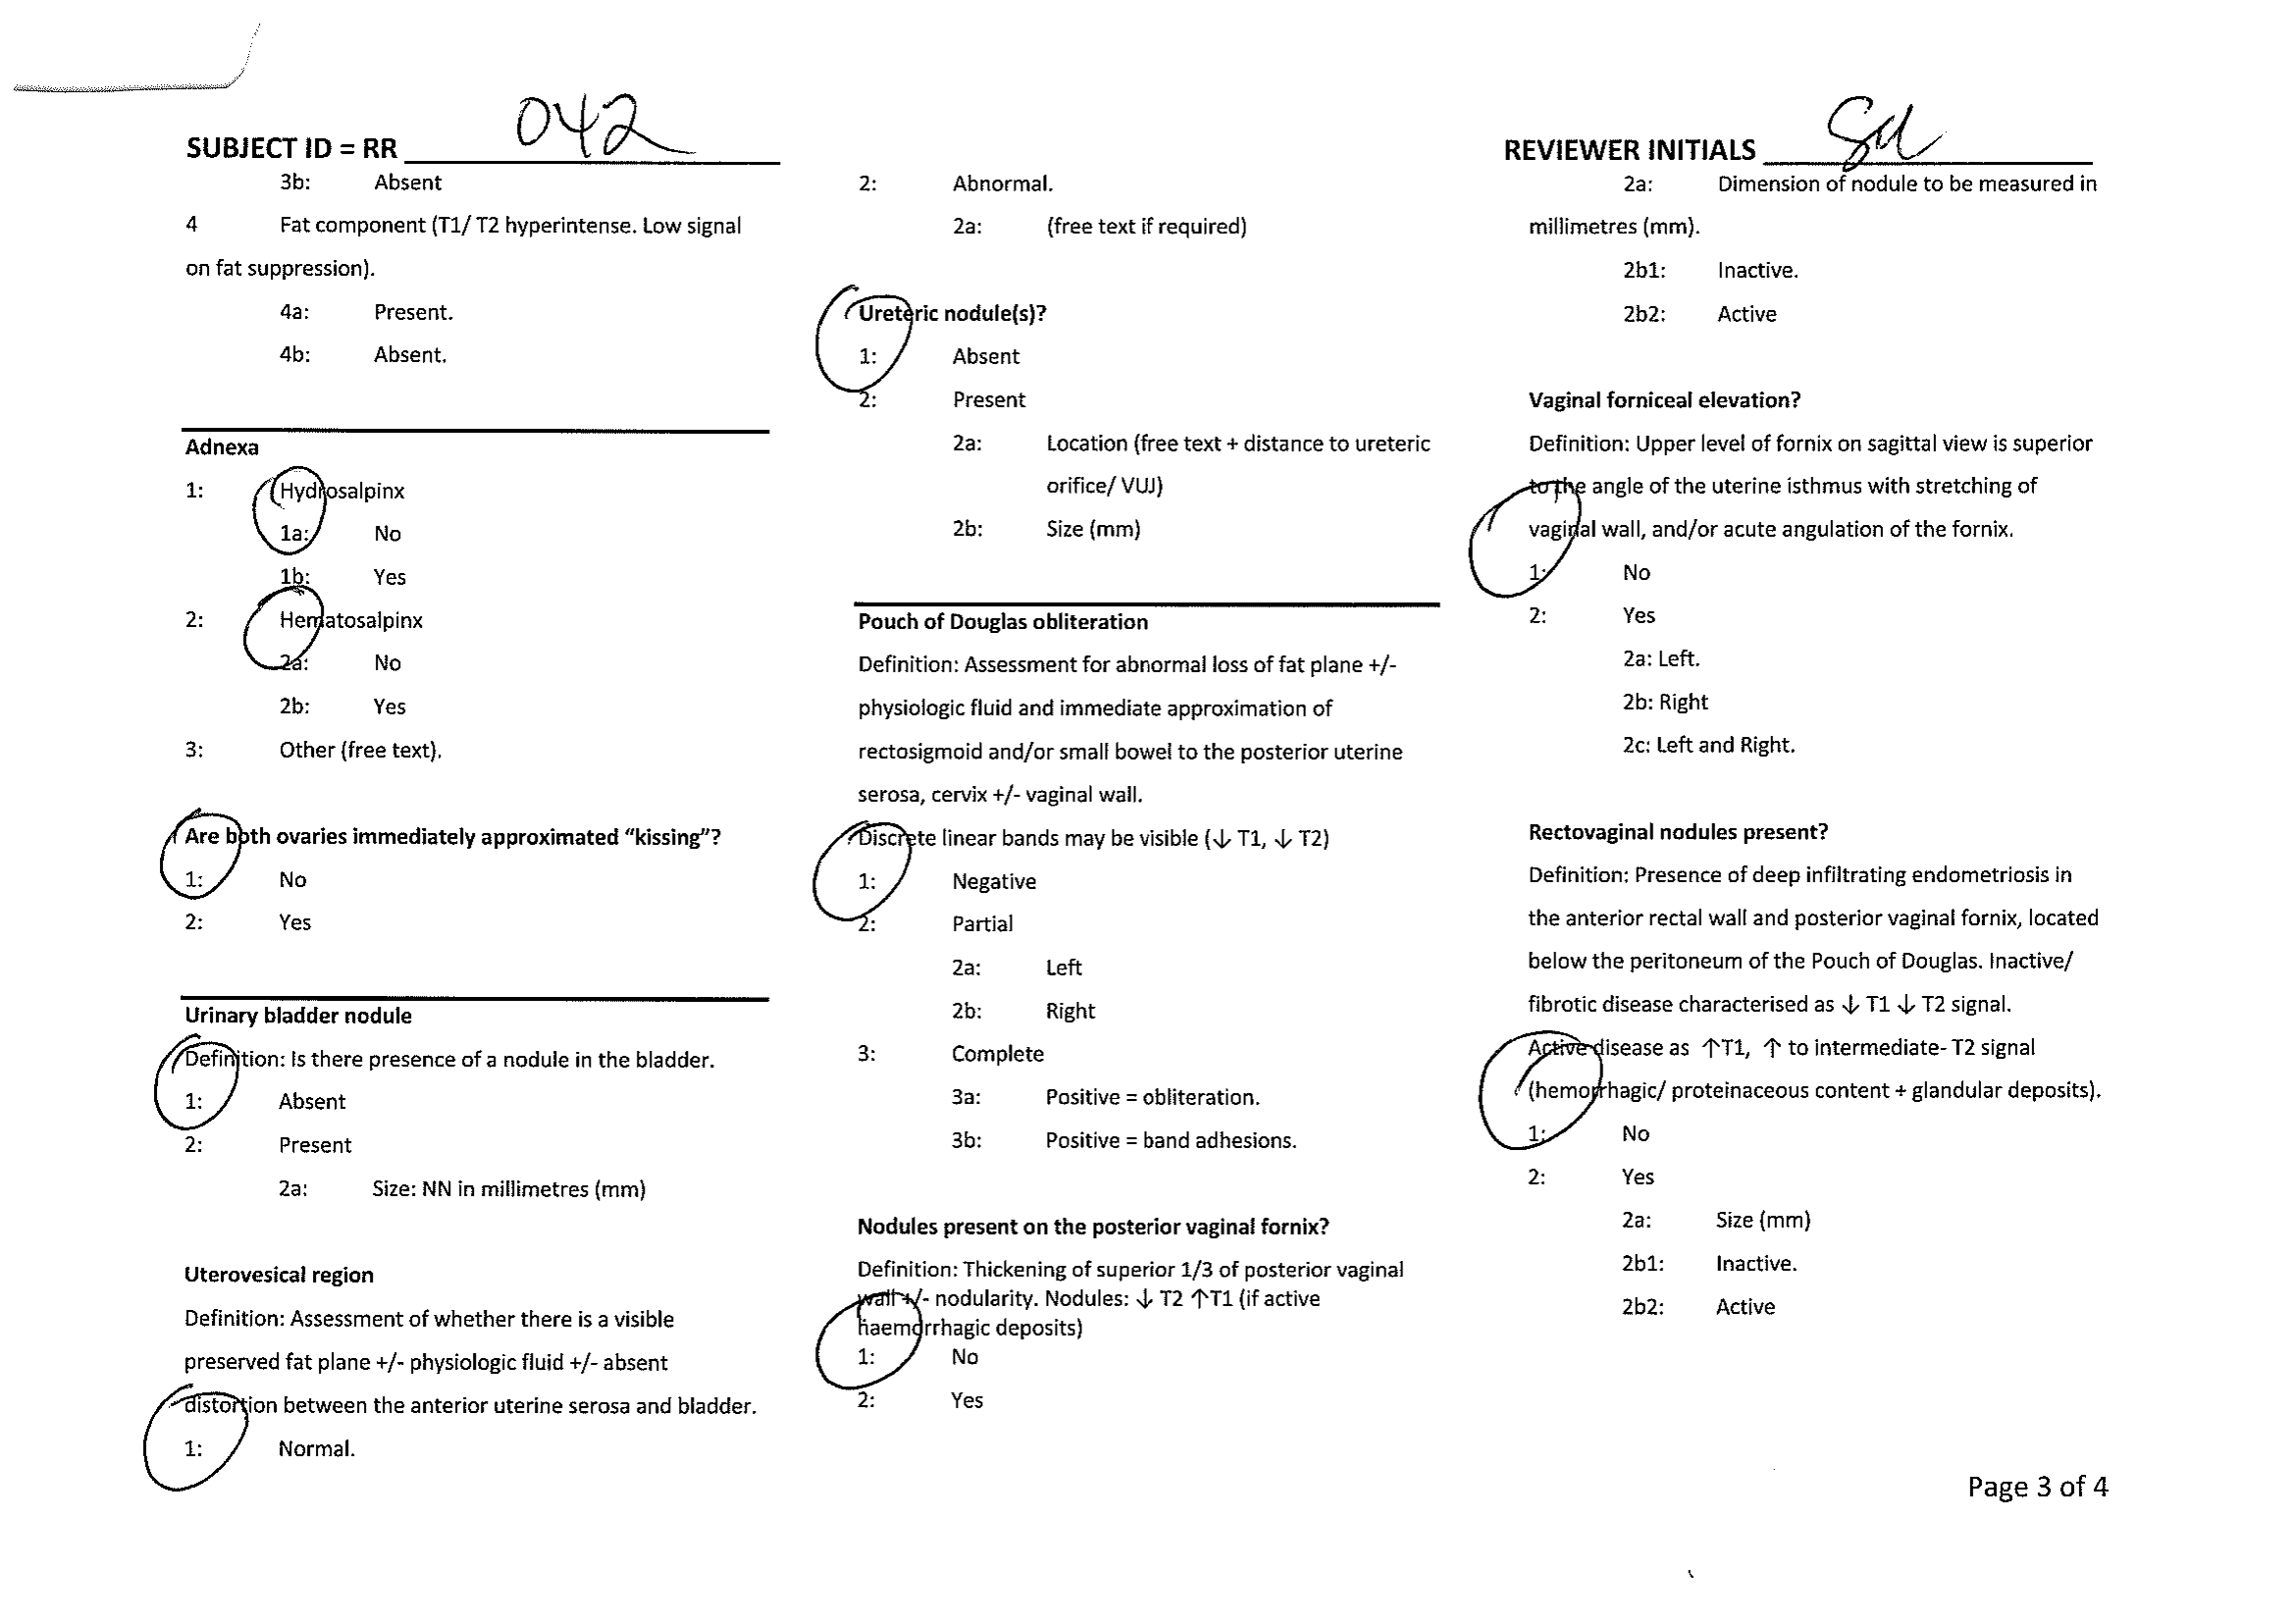 SUBJECT ID = RR 042
3b: Absent
4 Fat component (T1/ T2 hyperintense. Low signal
on fat suppression).
4a: Present.
4b: Absent.
Adnexa
1: Hydrosalpinx
1a: No
1b: Yes
2: Hematosalpinx
2a: No
2b: Yes
3: Other (free text).
Are both ovaries immediately approximated “kissing”?
1: No
2: Yes
Urinary bladder nodule
Definition: Is there presence of a nodule in the bladder.
1: Absent
2: Present
2a: Size: NN in millimetres (mm)
Uterovesical region
Definition: Assessment of whether there is a visible
preserved fat plane +/- physiologic fluid +/- absent
distortion between the anterior uterine serosa and bladder.
1: Normal.
2: Abnormal.
2a: (free text if required)
Ureteric nodule(s)?
1: Absent
2: Present
2a: Location (free text + distance to ureteric
orifice/ VUJ)
2b: Size (mm)
Pouch of Douglas obliteration
Definition: Assessment for abnormal loss of fat plane +/-
physiologic fluid and immediate approximation of
rectosigmoid and/or small bowel to the posterior uterine
serosa, cervix +/- vaginal wall.
Discrete linear bands may be visible (↓ T1, ↓ T2)
1: Negative
2: Partial
2a: Left
2b: Right
3: Complete
3a: Positive = obliteration.
3b: Positive = band adhesions.
Nodules present on the posterior vaginal fornix?
Definition: Thickening of superior 1/3 of posterior vaginal
wall +/- nodularity. Nodules: ↓ T2 ↑T1 (if active
haemorrhagic deposits)
1: No
2: Yes
REVIEWER INITIALS
2a: Dimension of nodule to be measured in
millimetres (mm).
2b1: Inactive.
2b2: Active
Vaginal forniceal elevation?
Definition: Upper level of fornix on sagittal view is superior
to the angle of the uterine isthmus with stretching of
vaginal wall, and/or acute angulation of the fornix.
1: No
2: Yes
2a: Left.
2b: Right
2c: Left and Right.
Rectovaginal nodules present?
Definition: Presence of deep infiltrating endometriosis in
the anterior rectal wall and posterior vaginal fornix, located
below the peritoneum of the Pouch of Douglas. Inactive/
fibrotic disease characterised as ↓ T1 ↓ T2 signal.
Active disease as ↑T1, ↑ to intermediate- T2 signal
(hemorrhagic/ proteinaceous content + glandular deposits).
1: No
2: Yes
2a: Size (mm)
2b1: Inactive.
2b2: Active
Page 3 of 4